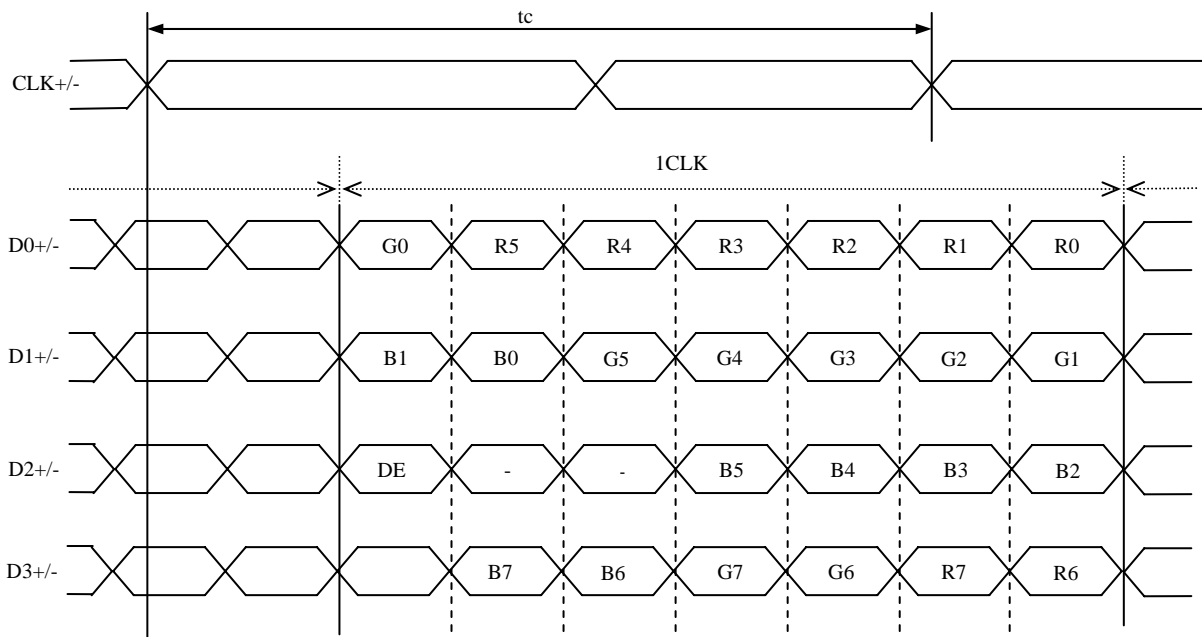 tc
CLK+/-
1CLK
D0+/- G0 R5 R4 R3 R2 R1 R0
D1+/- B1 B0 G5 G4 G3 G2 G1
D2+/- DE - - B5 B4 B3 B2
D3+/- B7 B6 G7 G6 R7 R6